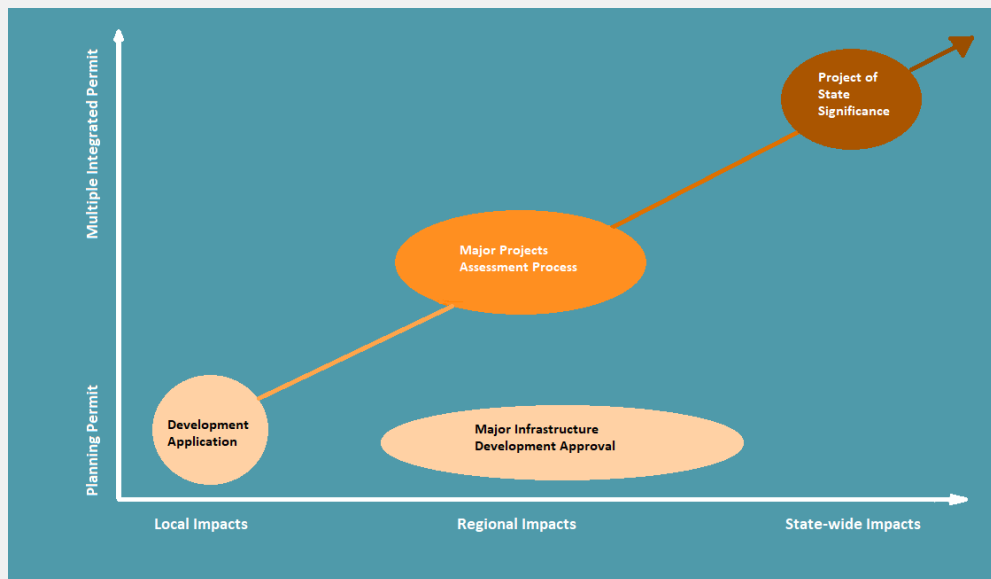 Multiple Integrated Permit
Planning Permit
Project of
State
Significance
Major Projects
Assessment Process
Development
Application
Major Infrastructure
Development Approval
Local Impacts
Regional Impacts
State-wide Impacts